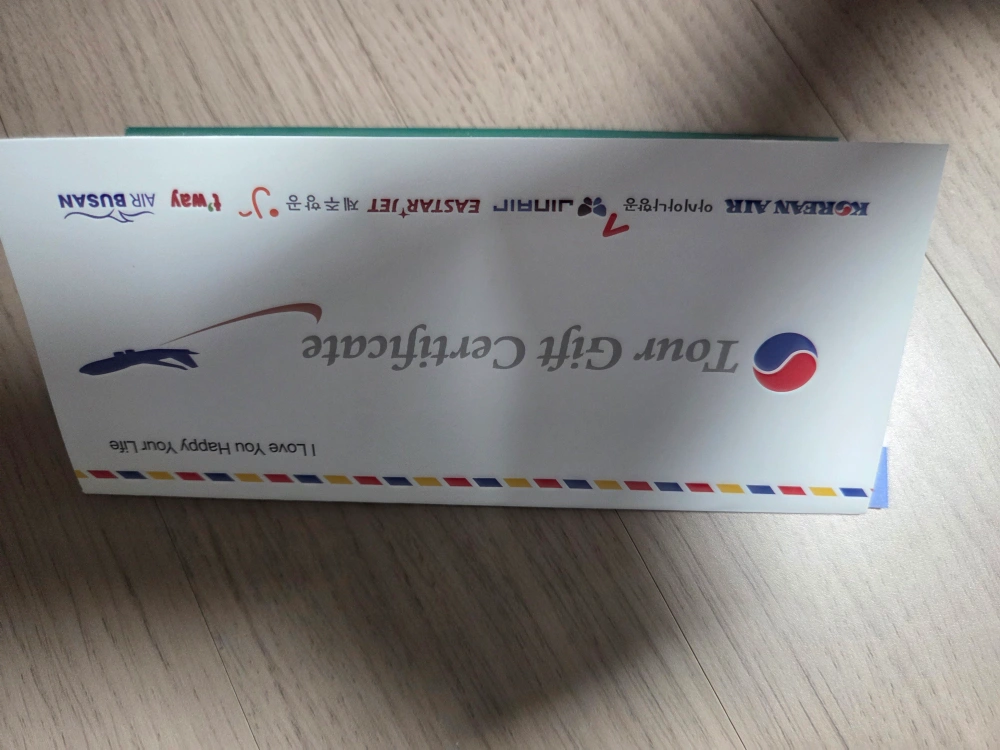 I Love You Happy Your Life
Tour Gift Certificate
KOREAN AIR 아시아나항공 JINAIR EASTAR JET 제주항공 t'way AIR BUSAN